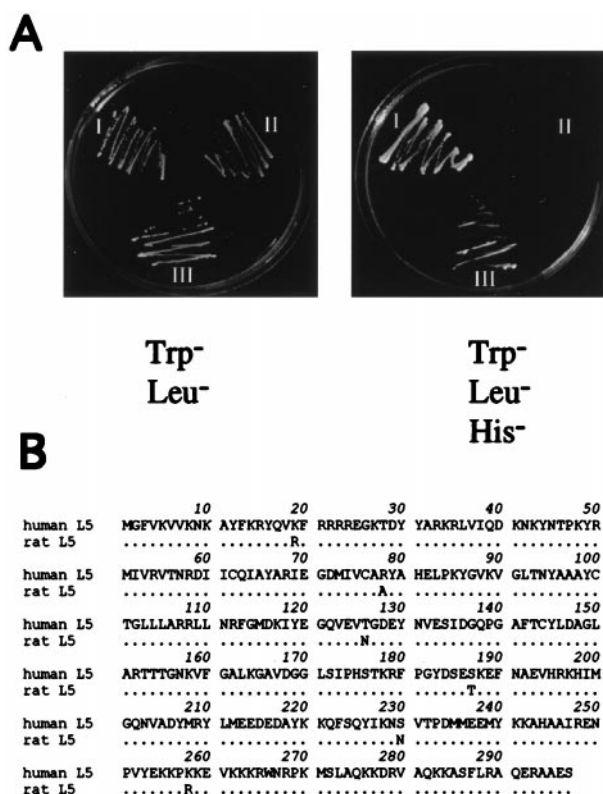 A
I
II
III
I
II
III
Trp-
Leu-
Trp-
Leu-
His-
B
10 20 30 40 50
human L5 MGFVKVVKNK AYFKRYQVKF RRRREGKTDY YARKRLVIQD KNKYNTPKYR
rat L5 .......... ........R. .......... .......... ..........
60 70 80 90 100
human L5 MIVRVTNRDI ICQIAYARIE GDMIVCARYA HELPKYGVKV GLTNYAAAYC
rat L5 .......... .......... .......A.. .......... ..........
110 120 130 140 150
human L5 TGLLLARRLL NRFGMDKIYE GQVEVTGDEY NVESIDGQPG AFTCYLDAGL
rat L5 .......... .......... .....N.... .......... ..........
160 170 180 190 200
human L5 ARTTTGNKVF GALKGAVDGG LSIPHSTKRF PGYDSESKEF NAEVHRKHIM
rat L5 .......... .......... .......... ......T... ..........
210 220 230 240 250
human L5 GQNVADYMRY LMEEDEDAYK KQFSQYIKNS VTPDMMEEMY KKAHAAIREN
rat L5 .......... .......... .........N .......... ..........
260 270 280 290
human L5 PVYEKKPKKE VKKKRWNRPK MSLAQKKDRV AQKKASFLRA QERAAES
rat L5 .......R.. .......... .......... .......... .......